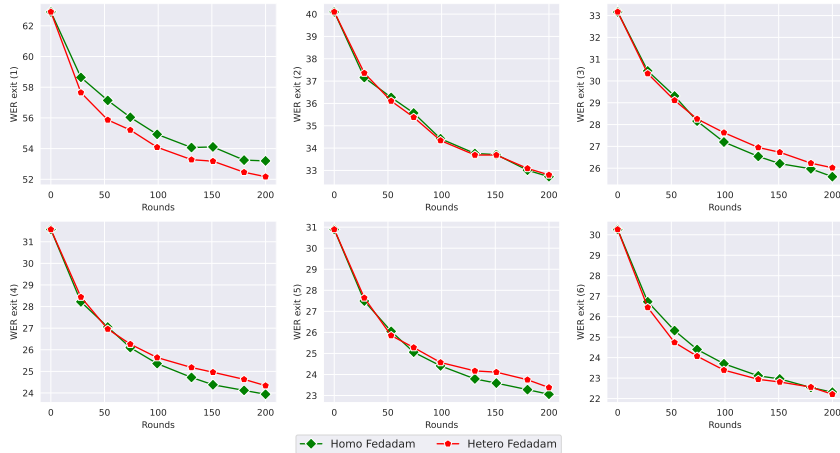 WER exit (1)
62
60
58
56
54
52
0 50 100 150 200
Rounds
WER exit (2)
40
39
38
37
36
35
34
33
0 50 100 150 200
Rounds
WER exit (3)
33
32
31
30
29
28
27
26
0 50 100 150 200
Rounds
WER exit (4)
31
30
29
28
27
26
25
24
0 50 100 150 200
Rounds
WER exit (5)
31
30
29
28
27
26
25
24
23
0 50 100 150 200
Rounds
WER exit (6)
30
29
28
27
26
25
24
23
22
0 50 100 150 200
Rounds
Homo Fedadam Hetero Fedadam